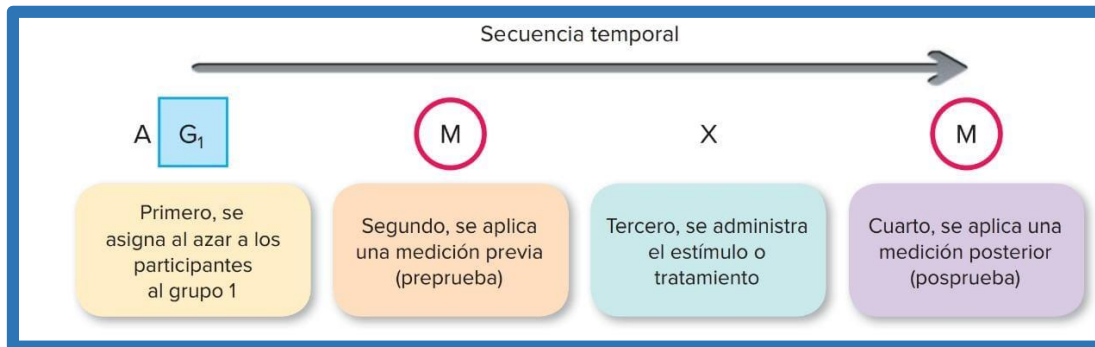 Secuencia temporal
A G₁ M X M
Primero, se
asigna al azar a los
participantes
al grupo 1
Segundo, se aplica
una medición previa
(preprueba)
Tercero, se administra
el estímulo o
tratamiento
Cuarto, se aplica una
medición posterior
(posprueba)